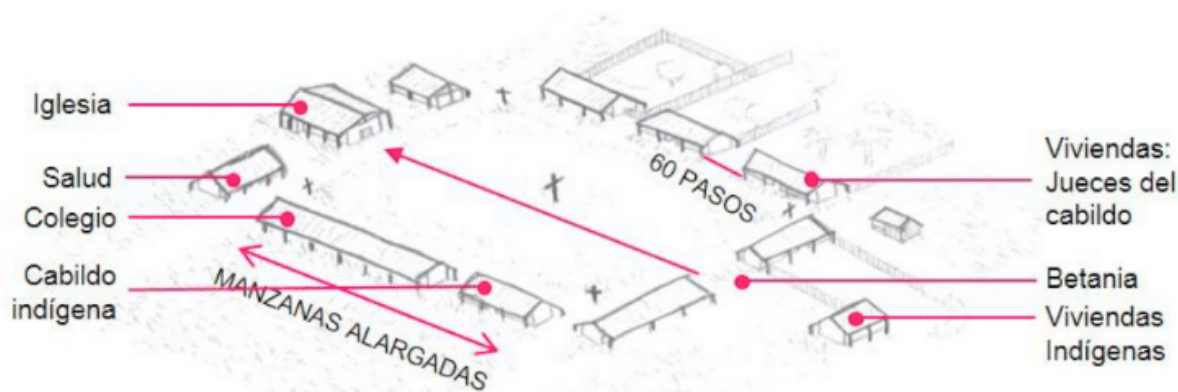 Iglesia
Salud
Colegio
Cabildo
indígena
MANZANAS ALARGADAS
60 PASOS
Viviendas:
Jueces del
cabildo
Betania
Viviendas
Indígenas